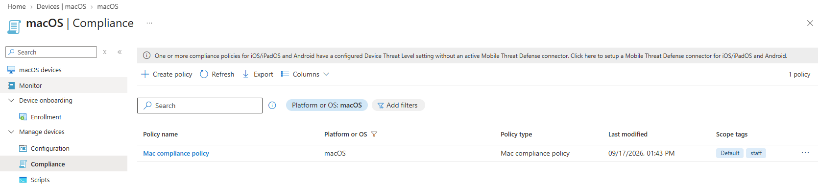 Home > Devices | macOS > macOS
macOS | Compliance ...
Search
One or more compliance policies for iOS/iPadOS and Android have a configured Device Threat Level setting without an active Mobile Threat Defense connector. Click here to setup a Mobile Threat Defense connector for iOS/iPadOS and Android.
macOS devices
Monitor
Device onboarding
Enrollment
Manage devices
Configuration
Compliance
Scripts
Create policy Refresh Export Columns 1 policy
Search Platform or OS: macOS Add filters
Policy name Platform or OS Policy type Last modified Scope tags
Mac compliance policy macOS Mac compliance policy 09/17/2026, 01:43 PM Default staff ...